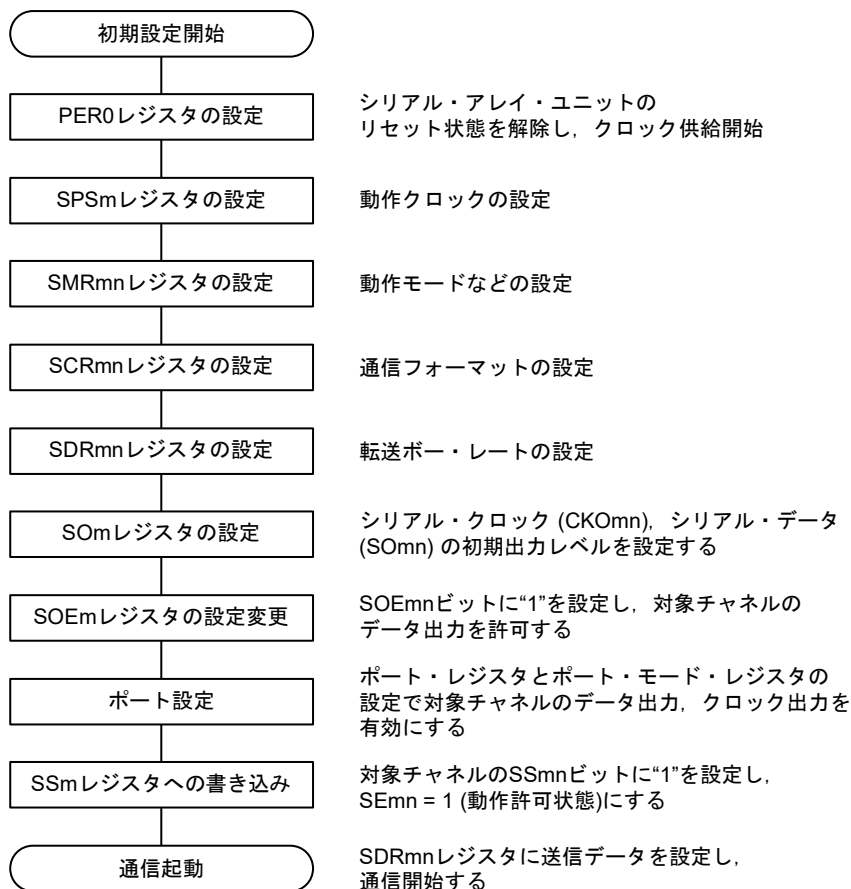 初期設定開始
PER0レジスタの設定
シリアル・アレイ・ユニットの
リセット状態を解除し，クロック供給開始
SPSmレジスタの設定
動作クロックの設定
SMRmnレジスタの設定
動作モードなどの設定
SCRmnレジスタの設定
通信フォーマットの設定
SDRmnレジスタの設定
転送ボー・レートの設定
SOmレジスタの設定
シリアル・クロック (CKOmn)，シリアル・データ
(SOmn) の初期出力レベルを設定する
SOEmレジスタの設定変更
SOEmnビットに“1”を設定し，対象チャネルの
データ出力を許可する
ポート設定
ポート・レジスタとポート・モード・レジスタの
設定で対象チャネルのデータ出力，クロック出力を
有効にする
SSmレジスタへの書き込み
対象チャネルのSSmnビットに“1”を設定し，
SEmn = 1 (動作許可状態)にする
通信起動
SDRmnレジスタに送信データを設定し，
通信開始する